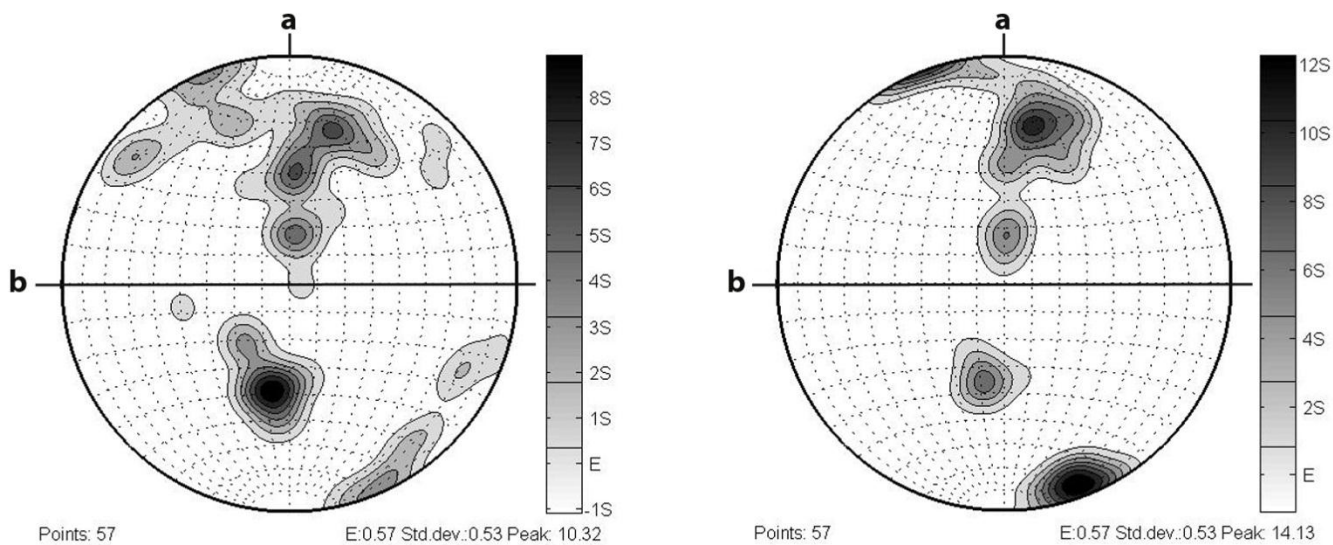 a
b
8S
7S
6S
5S
4S
3S
2S
1S
E
-1S
Points: 57
E:0.57 Std.dev.:0.53 Peak: 10.32
a
b
12S
10S
8S
6S
4S
2S
E
Points: 57
E:0.57 Std.dev.:0.53 Peak: 14.13